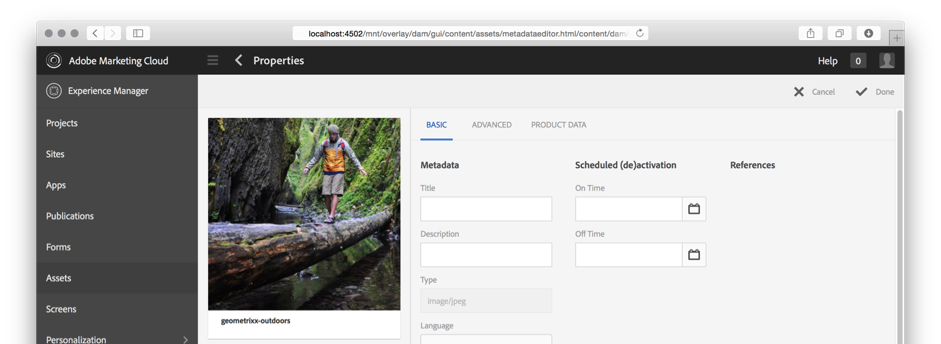 localhost:4502/mnt/overlay/dam/gui/content/assets/metadataeditor.html/content/dam/
Adobe Marketing Cloud
Properties
Help
0
Experience Manager
Cancel
Done
Projects
Sites
Apps
Publications
Forms
Assets
Screens
Personalization
geometrixx-outdoors
BASIC
ADVANCED
PRODUCT DATA
Metadata
Scheduled (de)activation
References
Title
On Time
Description
Off Time
Type
image/jpeg
Language